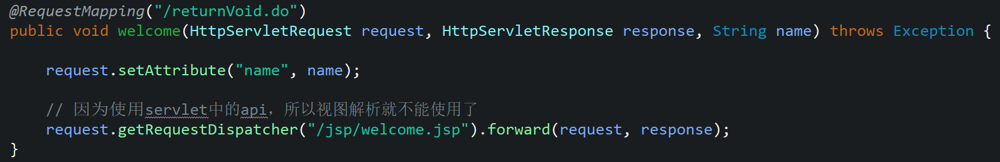 @RequestMapping("/returnVoid.do")
public void welcome(HttpServletRequest request, HttpServletResponse response, String name) throws Exception {
request.setAttribute("name", name);
// 因为使用servlet中的api，所以视图解析就不能使用了
request.getRequestDispatcher("/jsp/welcome.jsp").forward(request, response);
}